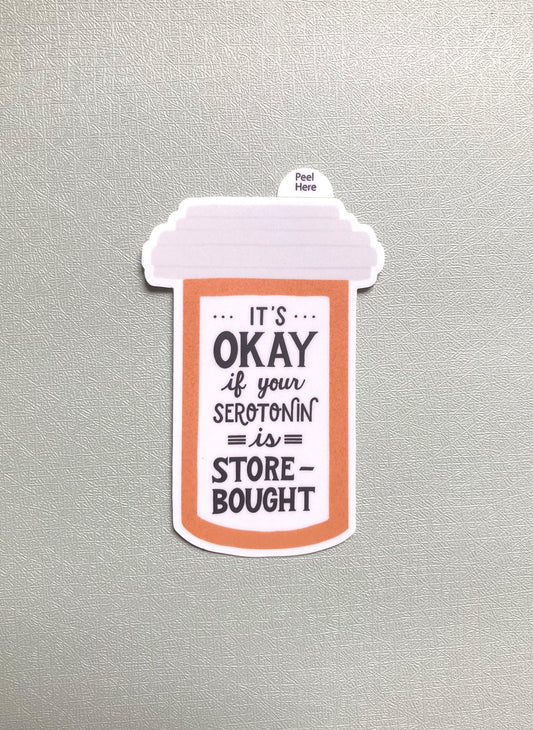 Peel
Here
··· IT'S ···
OKAY
if your
SEROTONIN
is
STORE-
BOUGHT